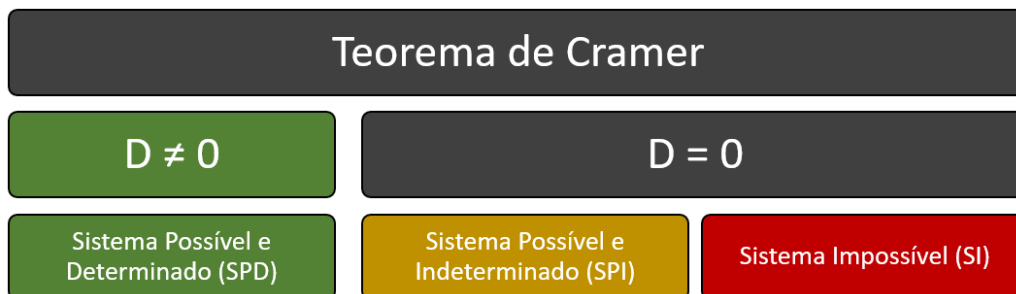 Teorema de Cramer
D ≠ 0
D = 0
Sistema Possível e
Determinado (SPD)
Sistema Possível e
Indeterminado (SPI)
Sistema Impossível (SI)